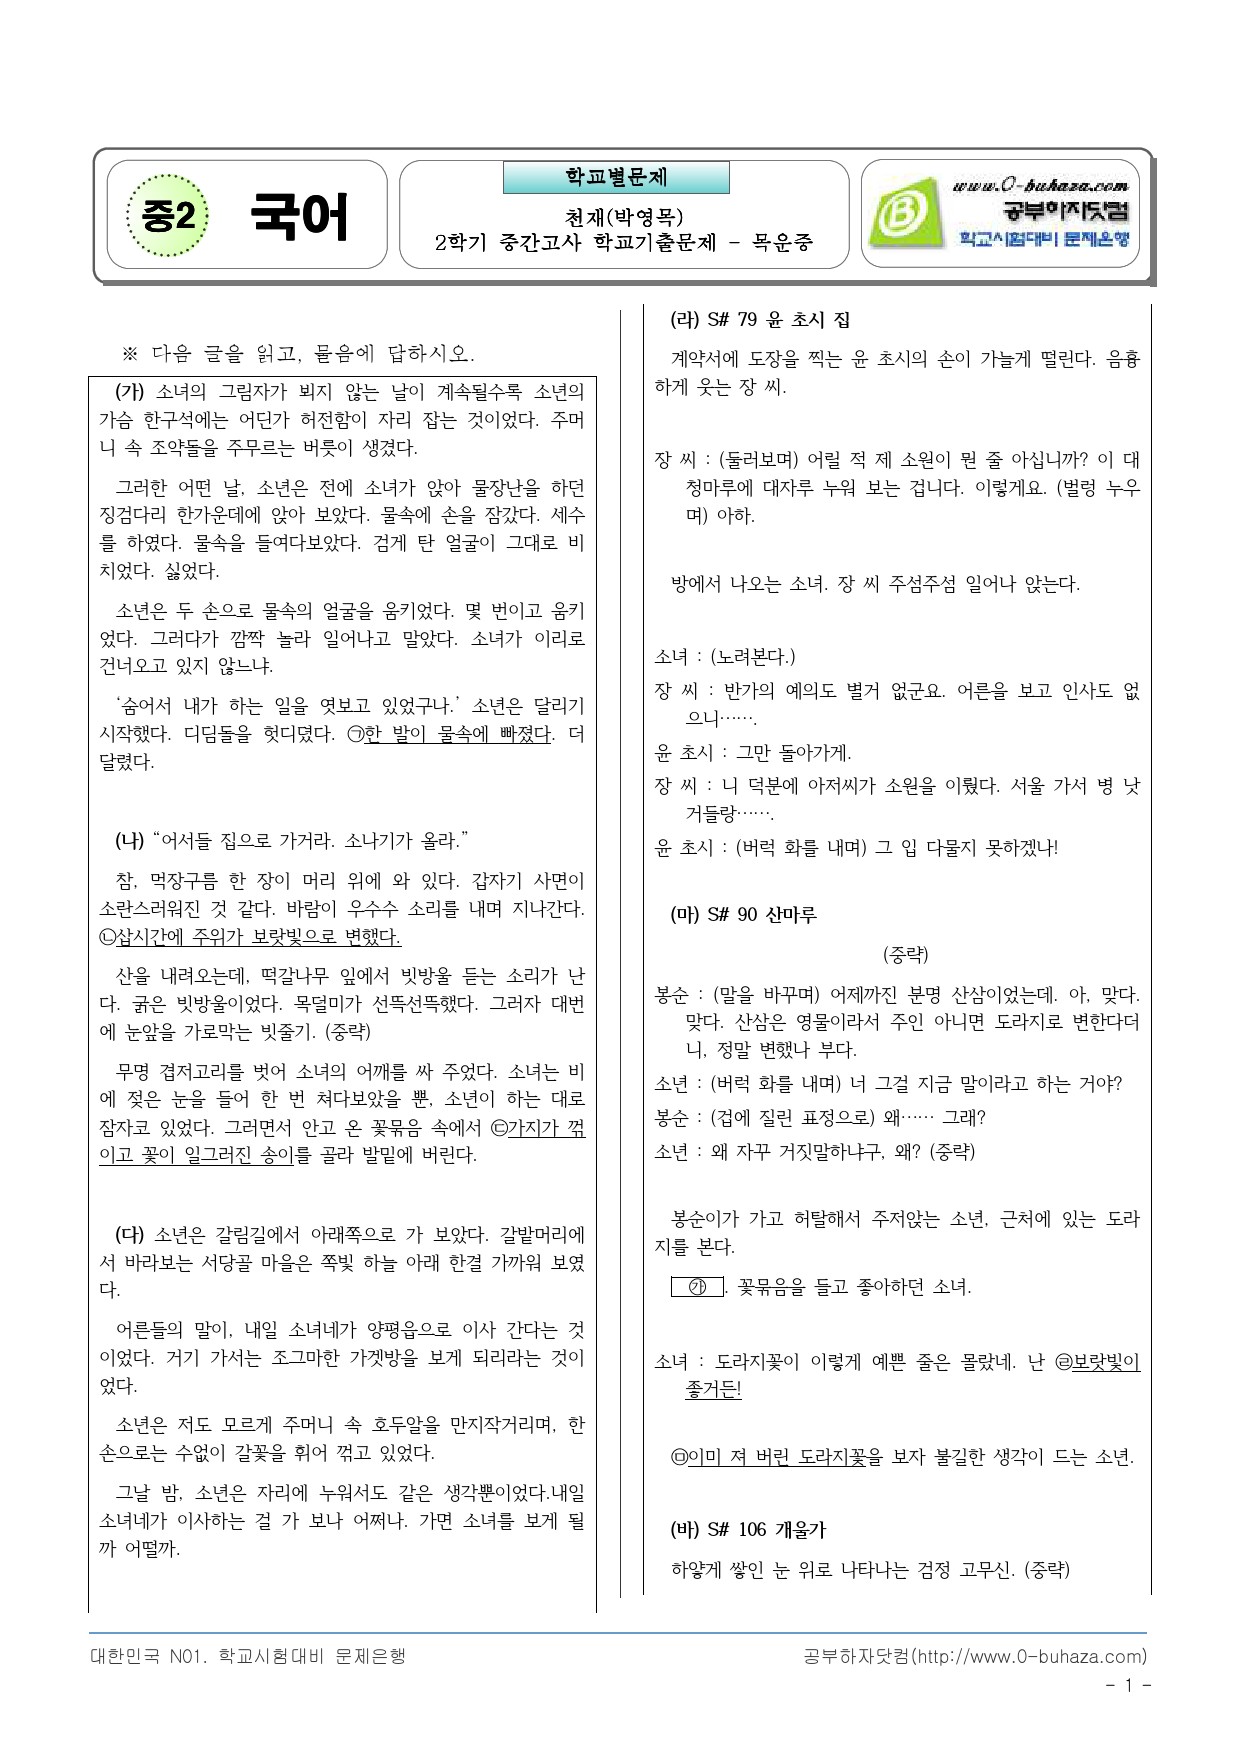 중2
국어
학교별문제
천재(박영목)
2학기 중간고사 학교기출문제 - 목운중
www.0-buhaza.com
공부하자닷컴
학교시험대비 문제은행
※ 다음 글을 읽고, 물음에 답하시오.
(가) 소녀의 그림자가 뵈지 않는 날이 계속될수록 소년의
가슴 한구석에는 어딘가 허전함이 자리 잡는 것이었다. 주머
니 속 조약돌을 주무르는 버릇이 생겼다.
그러한 어떤 날, 소년은 전에 소녀가 앉아 물장난을 하던
징검다리 한가운데에 앉아 보았다. 물속에 손을 잠갔다. 세수
를 하였다. 물속을 들여다보았다. 검게 탄 얼굴이 그대로 비
치었다. 싫었다.
소년은 두 손으로 물속의 얼굴을 움키었다. 몇 번이고 움키
었다. 그러다가 깜짝 놀라 일어나고 말았다. 소녀가 이리로
건너오고 있지 않느냐.
‘숨어서 내가 하는 일을 엿보고 있었구나.’ 소년은 달리기
시작했다. 디딤돌을 헛디뎠다. ㉠한 발이 물속에 빠졌다. 더
달렸다.
(나) “어서들 집으로 가거라. 소나기가 올라.”
참, 먹장구름 한 장이 머리 위에 와 있다. 갑자기 사면이
소란스러워진 것 같다. 바람이 우수수 소리를 내며 지나간다.
㉡삽시간에 주위가 보랏빛으로 변했다.
산을 내려오는데, 떡갈나무 잎에서 빗방울 듣는 소리가 난
다. 굵은 빗방울이었다. 목덜미가 선뜩선뜩했다. 그러자 대번
에 눈앞을 가로막는 빗줄기. (중략)
무명 겹저고리를 벗어 소녀의 어깨를 싸 주었다. 소녀는 비
에 젖은 눈을 들어 한 번 쳐다보았을 뿐, 소년이 하는 대로
잠자코 있었다. 그러면서 안고 온 꽃묶음 속에서 ㉢가지가 꺾
이고 꽃이 일그러진 송이를 골라 발밑에 버린다.
(다) 소년은 갈림길에서 아래쪽으로 가 보았다. 갈밭머리에
서 바라보는 서당골 마을은 쪽빛 하늘 아래 한결 가까워 보였
다.
어른들의 말이, 내일 소녀네가 양평읍으로 이사 간다는 것
이었다. 거기 가서는 조그마한 가겟방을 보게 되리라는 것이
었다.
소년은 저도 모르게 주머니 속 호두알을 만지작거리며, 한
손으로는 수없이 갈꽃을 휘어 꺾고 있었다.
그날 밤, 소년은 자리에 누워서도 같은 생각뿐이었다.내일
소녀네가 이사하는 걸 가 보나 어쩌나. 가면 소녀를 보게 될
까 어떨까.
(라) S# 79 윤 초시 집
계약서에 도장을 찍는 윤 초시의 손이 가늘게 떨린다. 음흉
하게 웃는 장 씨.
장 씨 : (둘러보며) 어릴 적 제 소원이 뭔 줄 아십니까? 이 대
청마루에 대자루 누워 보는 겁니다. 이렇게요. (벌렁 누우
며) 아하.
방에서 나오는 소녀. 장 씨 주섬주섬 일어나 앉는다.
소녀 : (노려본다.)
장 씨 : 반가의 예의도 별거 없군요. 어른을 보고 인사도 없
으니…….
윤 초시 : 그만 돌아가게.
장 씨 : 니 덕분에 아저씨가 소원을 이뤘다. 서울 가서 병 낫
거들랑…….
윤 초시 : (버럭 화를 내며) 그 입 다물지 못하겠나!
(마) S# 90 산마루
(중략)
봉순 : (말을 바꾸며) 어제까진 분명 산삼이었는데. 아, 맞다.
맞다. 산삼은 영물이라서 주인 아니면 도라지로 변한다더
니, 정말 변했나 부다.
소년 : (버럭 화를 내며) 너 그걸 지금 말이라고 하는 거야?
봉순 : (겁에 질린 표정으로) 왜…… 그래?
소년 : 왜 자꾸 거짓말하냐구, 왜? (중략)
봉순이가 가고 허탈해서 주저앉는 소년, 근처에 있는 도라
지를 본다.
㉮ . 꽃묶음을 들고 좋아하던 소녀.
소녀 : 도라지꽃이 이렇게 예쁜 줄은 몰랐네. 난 ㉣보랏빛이
좋거든!
㉤이미 져 버린 도라지꽃을 보자 불길한 생각이 드는 소년.
(바) S# 106 개울가
하얗게 쌓인 눈 위로 나타나는 검정 고무신. (중략)
대한민국 N01. 학교시험대비 문제은행
공부하자닷컴(http://www.0-buhaza.com)
- 1 -